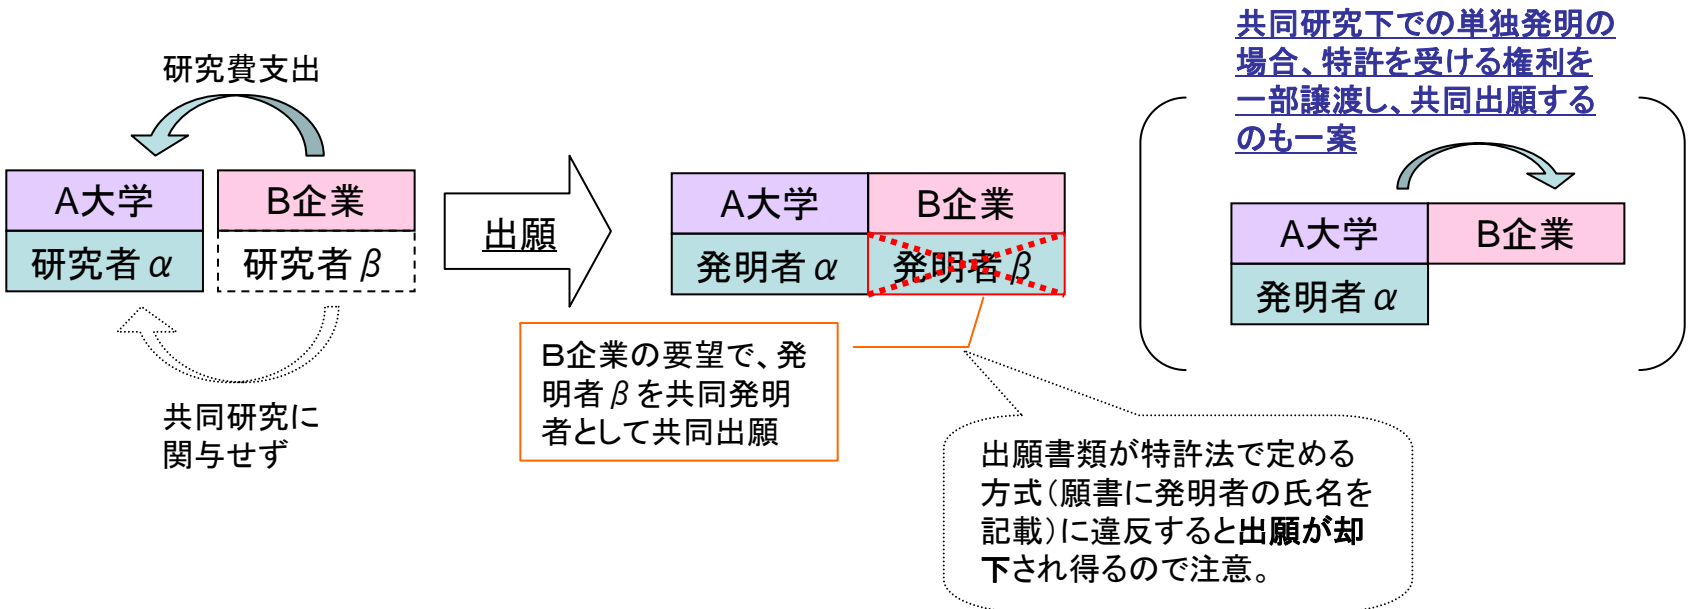 研究費支出
A大学
B企業
研究者α
研究者β
共同研究に
関与せず
出願
A大学
B企業
発明者α
発明者β
B企業の要望で、発
明者βを共同発明
者として共同出願
出願書類が特許法で定める
方式(願書に発明者の氏名を
記載)に違反すると出願が却
下され得るので注意。
共同研究下での単独発明の
場合、特許を受ける権利を
一部譲渡し、共同出願する
のも一案
A大学
B企業
発明者α